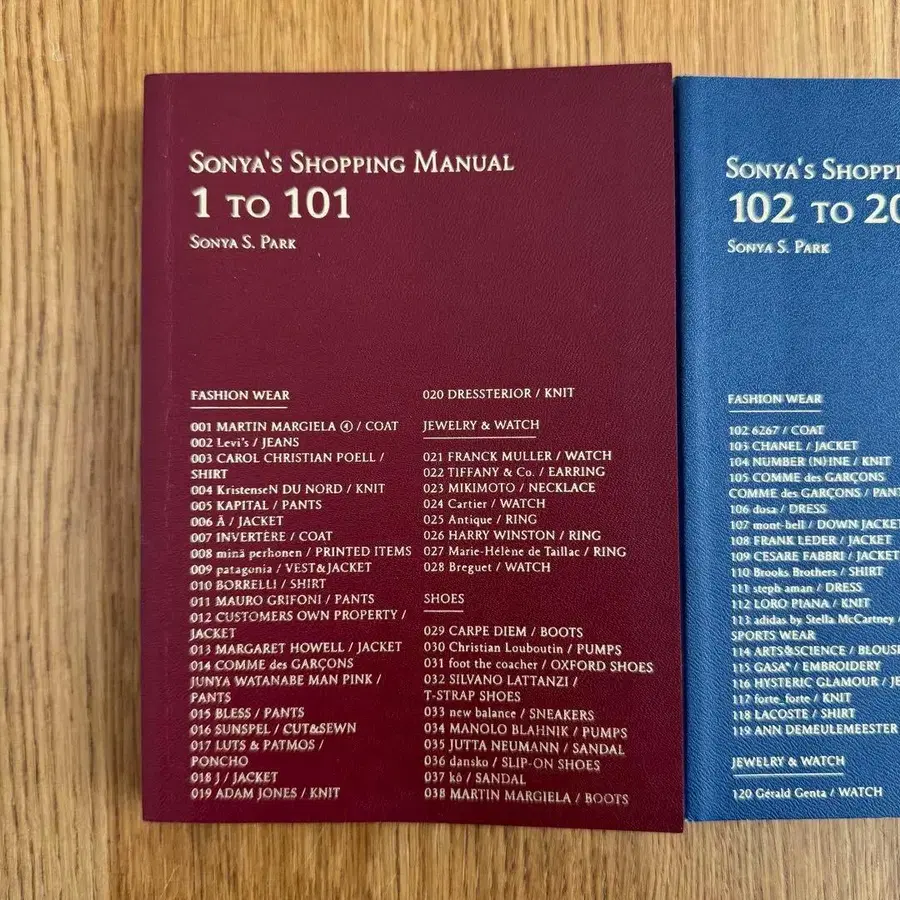 SONYA'S SHOPPING MANUAL
1 TO 101
SONYA S. PARK
FASHION WEAR
001 MARTIN MARGIELA ④ / COAT
002 Levi's / JEANS
003 CAROL CHRISTIAN POELL /
SHIRT
004 KristenseN DU NORD / KNIT
005 KAPITAL / PANTS
006 Å / JACKET
007 INVERTÈRE / COAT
008 minä perhonen / PRINTED ITEMS
009 patagonia / VEST&JACKET
010 BORRELLI / SHIRT
011 MAURO GRIFONI / PANTS
012 CUSTOMERS OWN PROPERTY /
JACKET
013 MARGARET HOWELL / JACKET
014 COMME des GARÇONS
JUNYA WATANABE MAN PINK /
PANTS
015 BLESS / PANTS
016 SUNSPEL / CUT&SEWN
017 LUTS & PATMOS /
PONCHO
018 J / JACKET
019 ADAM JONES / KNIT
020 DRESSTERIOR / KNIT
JEWELRY & WATCH
021 FRANCK MULLER / WATCH
022 TIFFANY & Co. / EARRING
023 MIKIMOTO / NECKLACE
024 Cartier / WATCH
025 Antique / RING
026 HARRY WINSTON / RING
027 Marie-Hélène de Taillac / RING
028 Breguet / WATCH
SHOES
029 CARPE DIEM / BOOTS
030 Christian Louboutin / PUMPS
031 foot the coacher / OXFORD SHOES
032 SILVANO LATTANZI /
T-STRAP SHOES
033 new balance / SNEAKERS
034 MANOLO BLAHNIK / PUMPS
035 JUTTA NEUMANN / SANDAL
036 dansko / SLIP-ON SHOES
037 kō / SANDAL
038 MARTIN MARGIELA / BOOTS
SONYA'S SHOPPI
102 TO 20
SONYA S. PARK
FASHION WEAR
102 6267 / COAT
103 CHANEL / JACKET
104 NUMBER (N)INE / KNIT
105 COMME des GARÇONS
COMME des GARÇONS / PAN
106 dosa / DRESS
107 mont-bell / DOWN JACKET
108 FRANK LEDER / JACKET
109 CESARE FABBRI / JACKET
110 Brooks Brothers / SHIRT
111 steph aman / DRESS
112 LORO PIANA / KNIT
113 adidas by Stella McCartney /
SPORTS WEAR
114 ARTS&SCIENCE / BLOUS
115 GASA* / EMBROIDERY
116 HYSTERIC GLAMOUR / JE
117 forte_forte / KNIT
118 LACOSTE / SHIRT
119 ANN DEMEULEMEESTER
JEWELRY & WATCH
120 Gérald Genta / WATCH